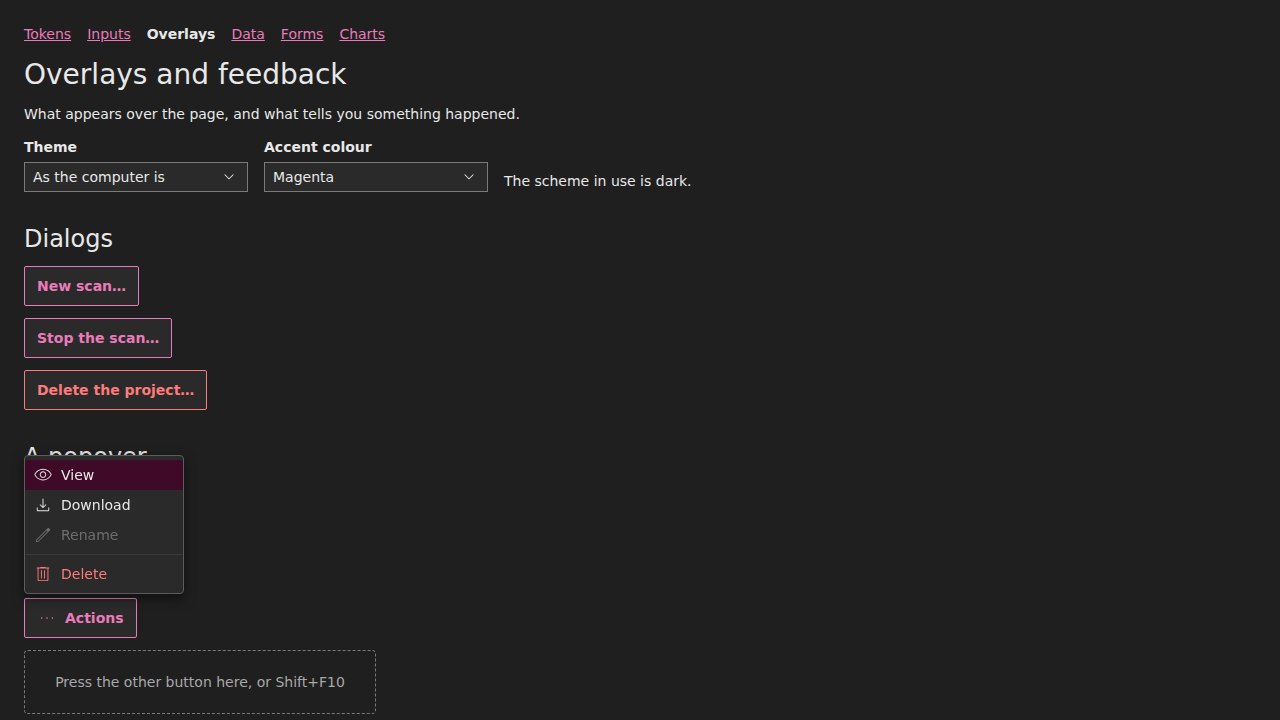 Tokens Inputs Overlays Data Forms Charts
Overlays and feedback
What appears over the page, and what tells you something happened.
Theme Accent colour
As the computer is Magenta The scheme in use is dark.
Dialogs
New scan...
Stop the scan...
Delete the project...
A popover
View
Download
Rename
Delete
··· Actions
Press the other button here, or Shift+F10